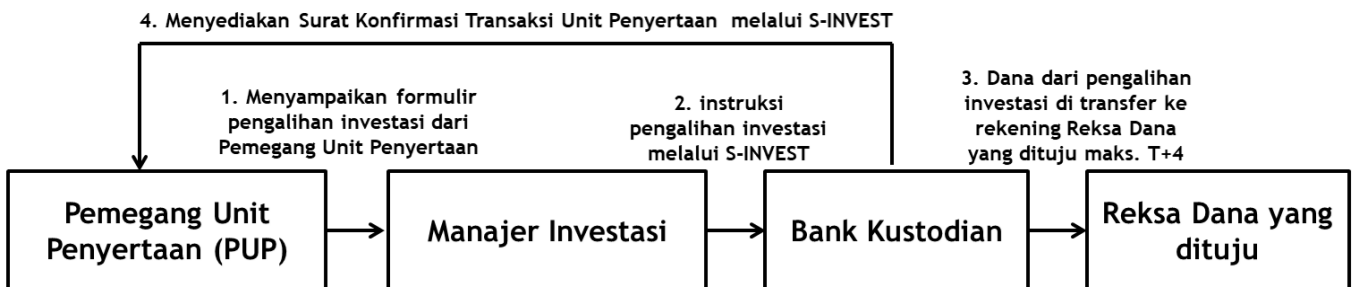 4. Menyediakan Surat Konfirmasi Transaksi Unit Penyertaan melalui S-INVEST
1. Menyampaikan formulir
pengalihan investasi dari
Pemegang Unit Penyertaan
2. instruksi
pengalihan investasi
melalui S-INVEST
3. Dana dari pengalihan
investasi di transfer ke
rekening Reksa Dana
yang dituju maks. T+4
Pemegang Unit
Penyertaan (PUP)
Manajer Investasi
Bank Kustodian
Reksa Dana yang
dituju